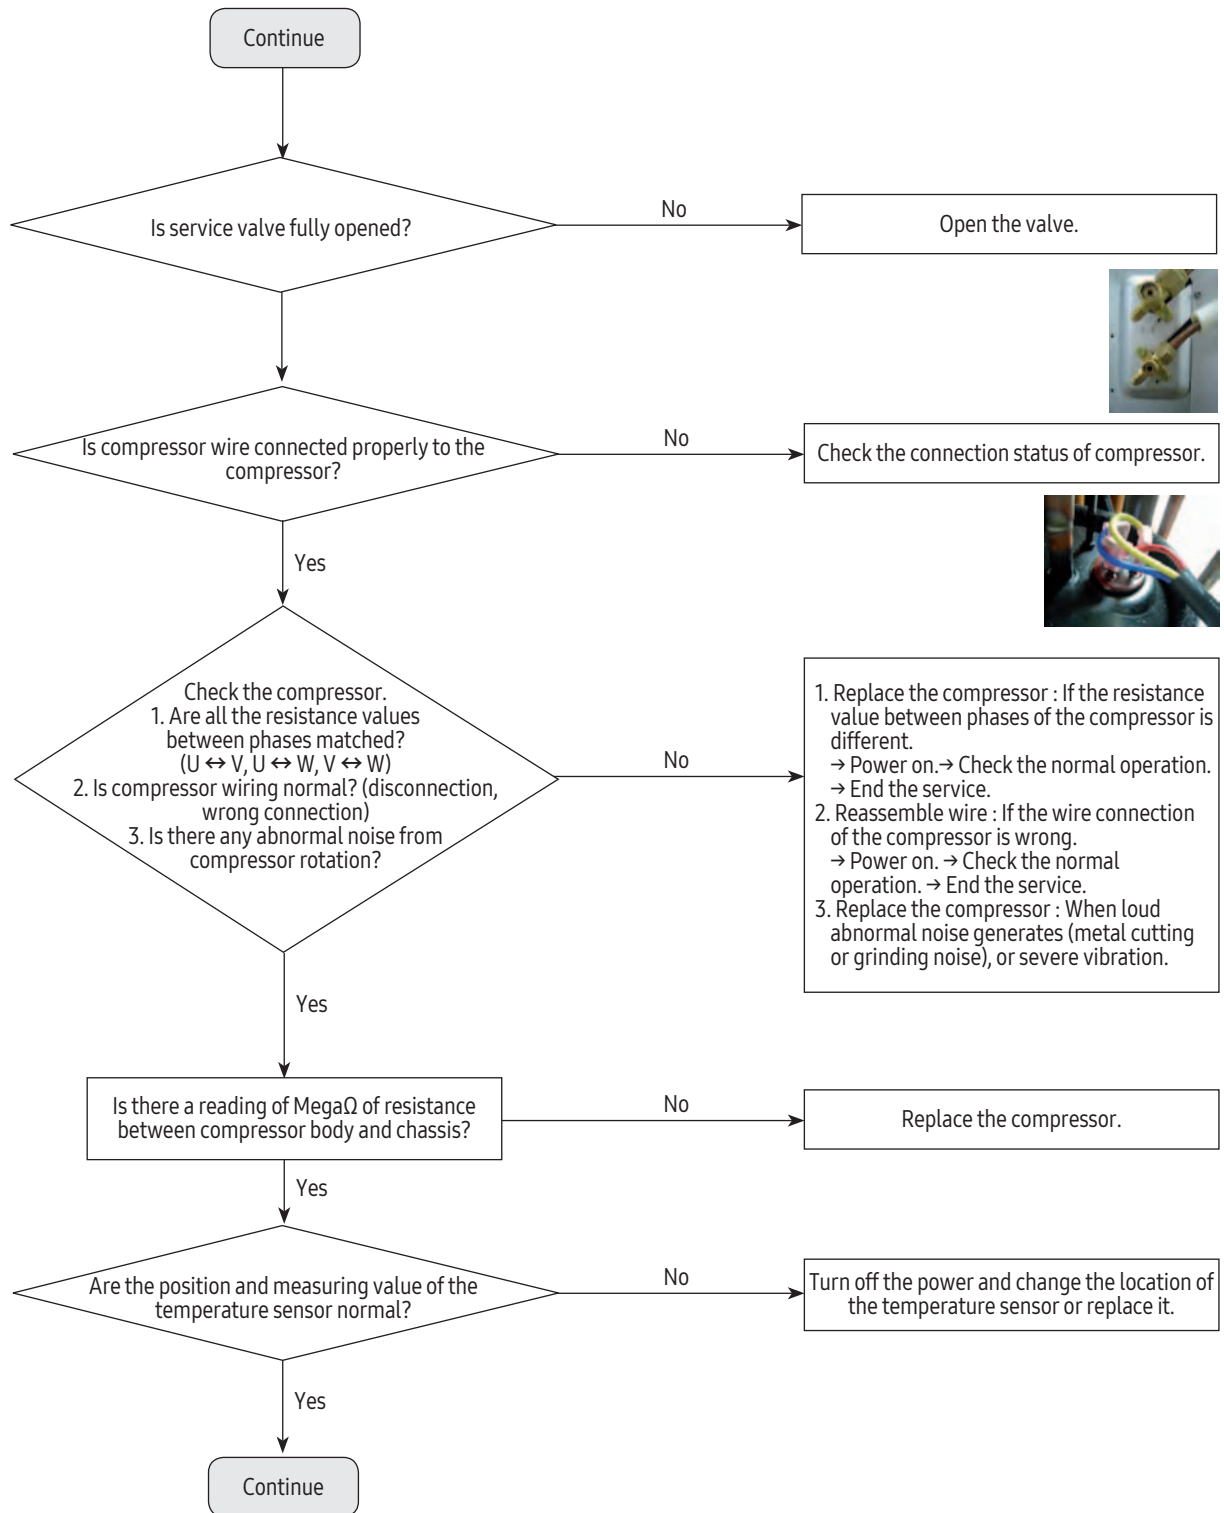 Continue
Is service valve fully opened?
No
Open the valve.
Is compressor wire connected properly to the
compressor?
No
Check the connection status of compressor.
Yes
Check the compressor.
1. Are all the resistance values
between phases matched?
(U ↔ V, U ↔ W, V ↔ W)
2. Is compressor wiring normal? (disconnection,
wrong connection)
3. Is there any abnormal noise from
compressor rotation?
No
1. Replace the compressor : If the resistance
value between phases of the compressor is
different.
→ Power on.→ Check the normal operation.
→ End the service.
2. Reassemble wire : If the wire connection
of the compressor is wrong.
→ Power on. → Check the normal
operation. → End the service.
3. Replace the compressor : When loud
abnormal noise generates (metal cutting
or grinding noise), or severe vibration.
Yes
Is there a reading of MegaΩ of resistance
between compressor body and chassis?
No
Replace the compressor.
Yes
Are the position and measuring value of the
temperature sensor normal?
No
Turn off the power and change the location of
the temperature sensor or replace it.
Yes
Continue